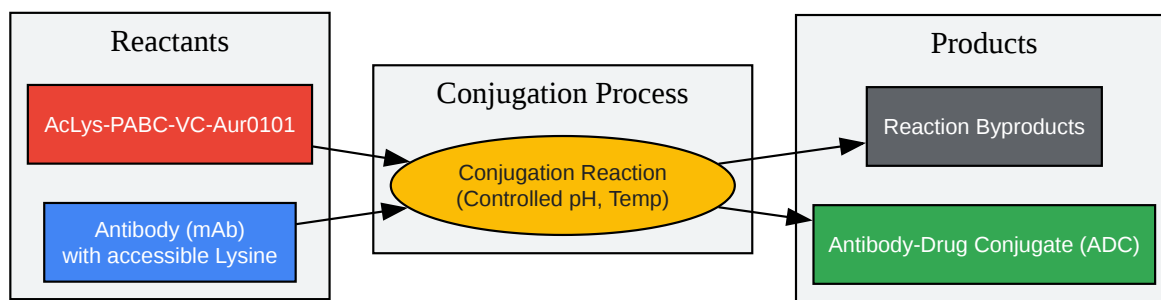 Reactants
AcLys-PABC-VC-Aur0101
Antibody (mAb)
with accessible Lysine
Conjugation Process
Conjugation Reaction
(Controlled pH, Temp)
Products
Reaction Byproducts
Antibody-Drug Conjugate (ADC)